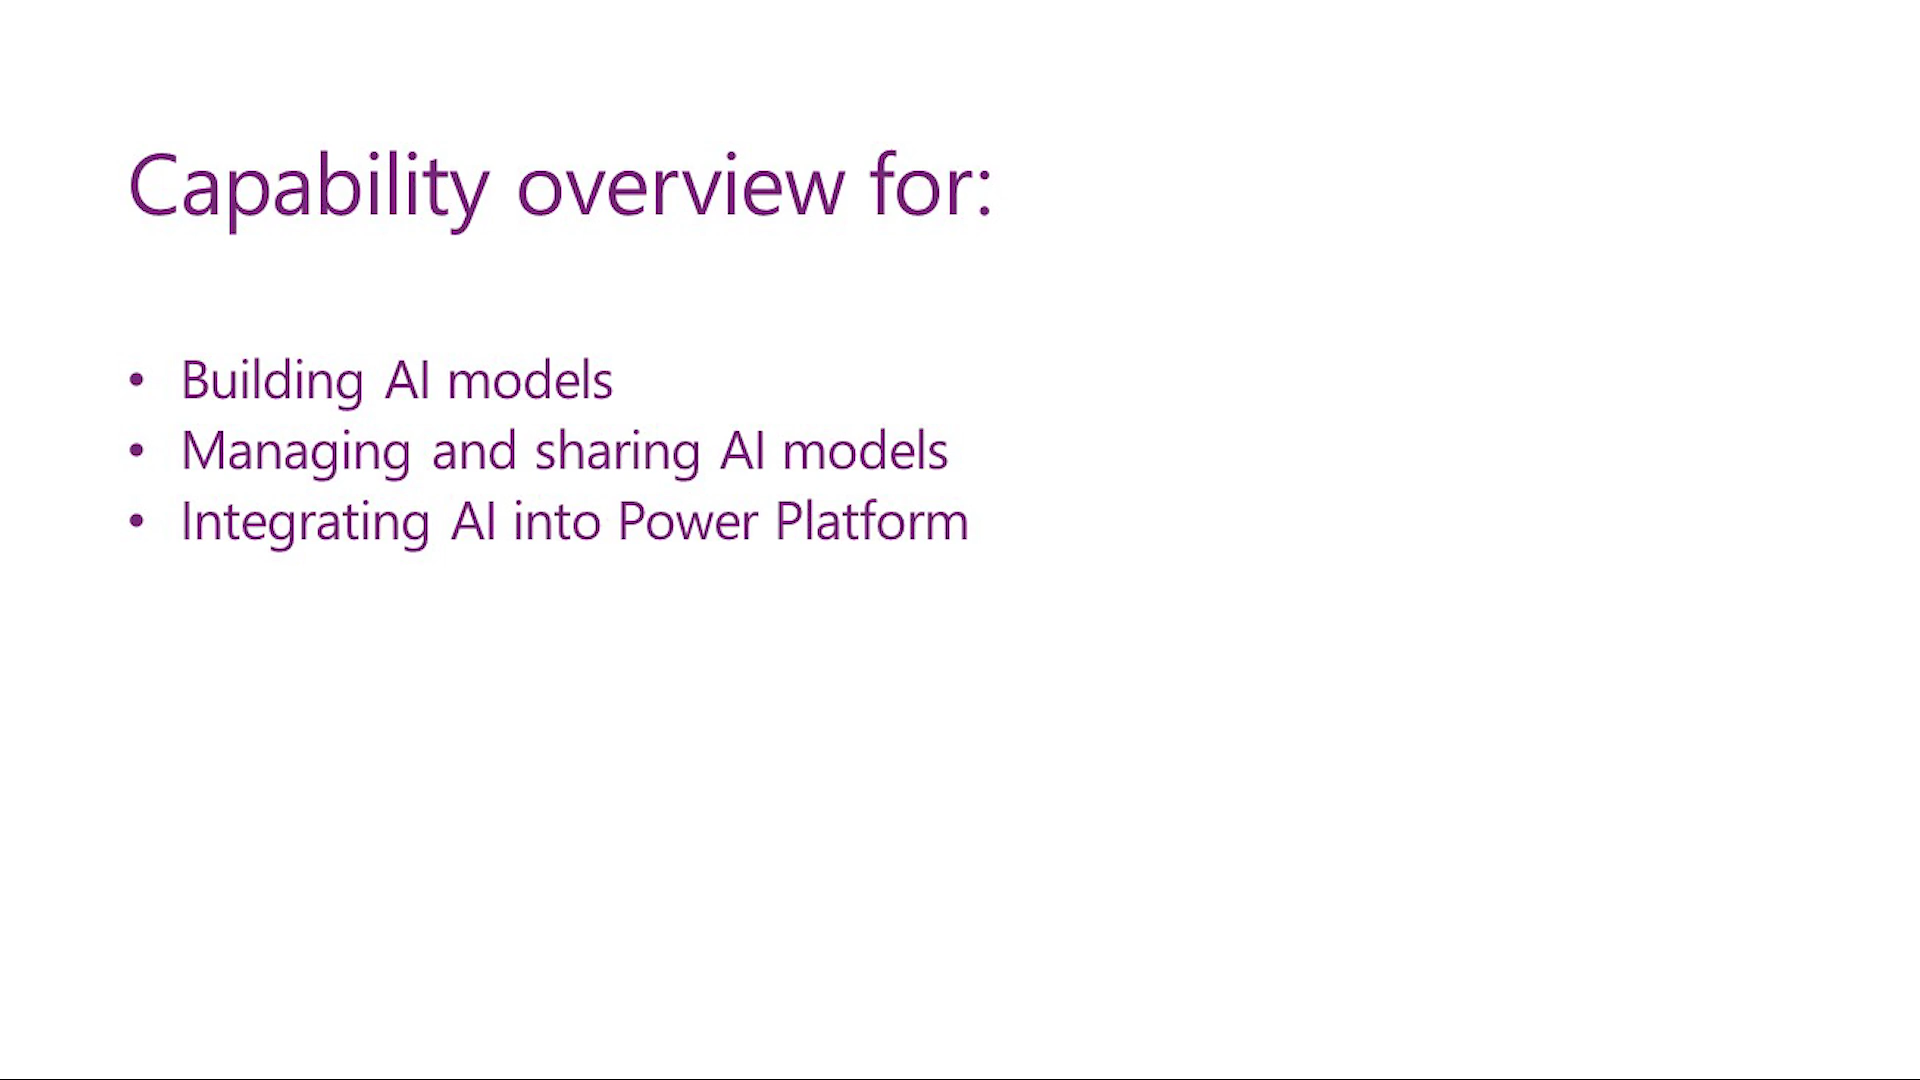 Capability overview for:
• Building AI models
• Managing and sharing AI models
• Integrating AI into Power Platform